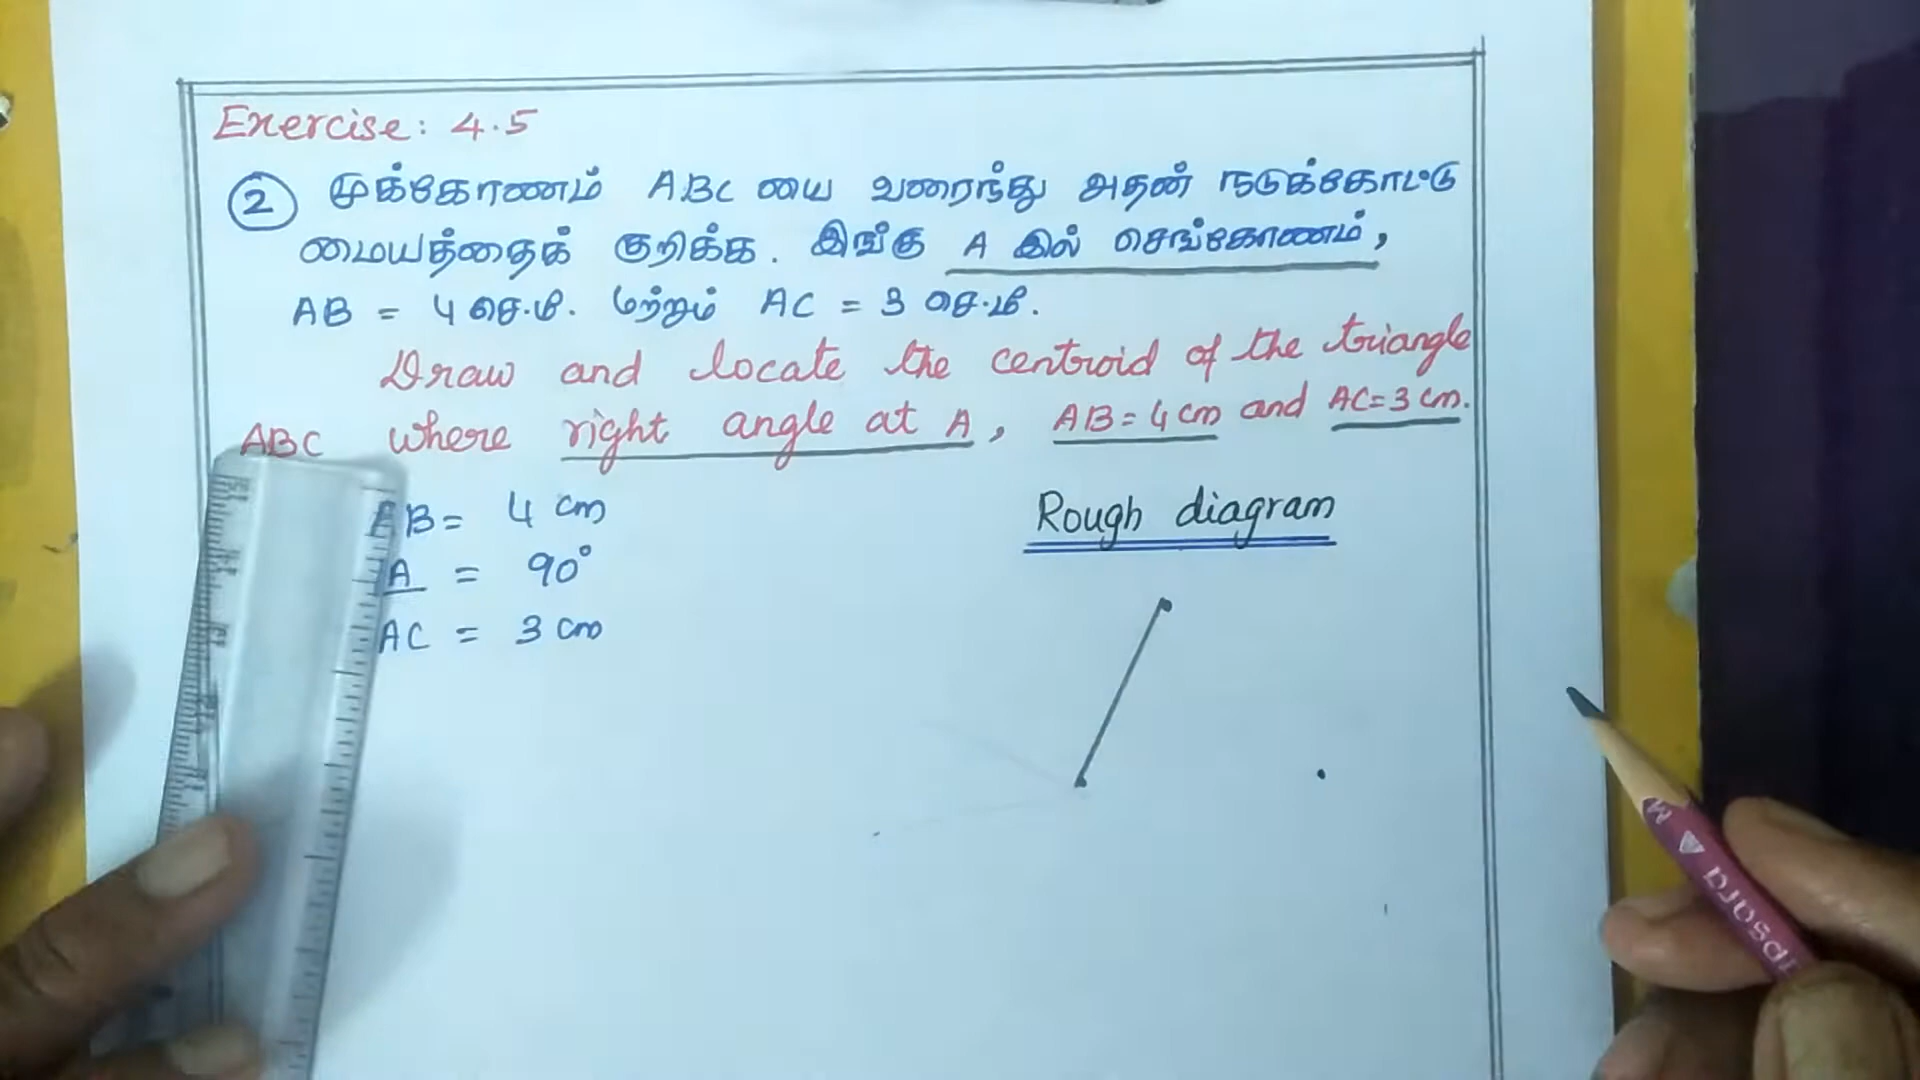 Exercise: 4.5
② முக்கோணம் ABC யை வரைந்து அதன் நடுக்கோட்டு
மையத்தைக் குறிக்க. இங்கு A இல் செங்கோணம்,
AB = 4 செ.மீ. மற்றும் AC = 3 செ.மீ.
Draw and locate the centroid of the triangle
ABC where right angle at A, AB = 4 cm and AC = 3 cm.
AB = 4 cm
A = 90°
AC = 3 cm
Rough diagram
apsara